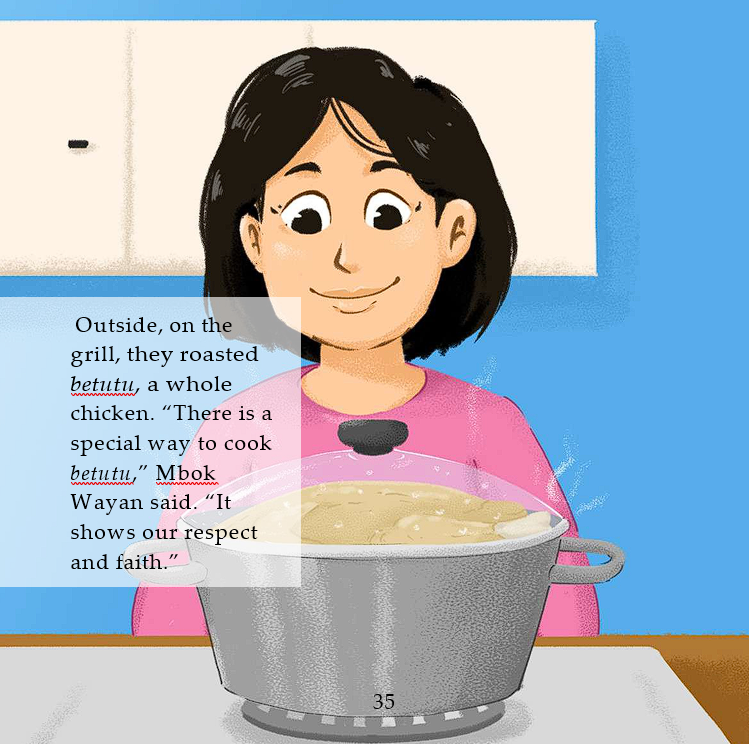 Outside, on the
grill, they roasted
betutu, a whole
chicken. “There is a
special way to cook
betutu,” Mbok
Wayan said. “It
shows our respect
and faith.”
35